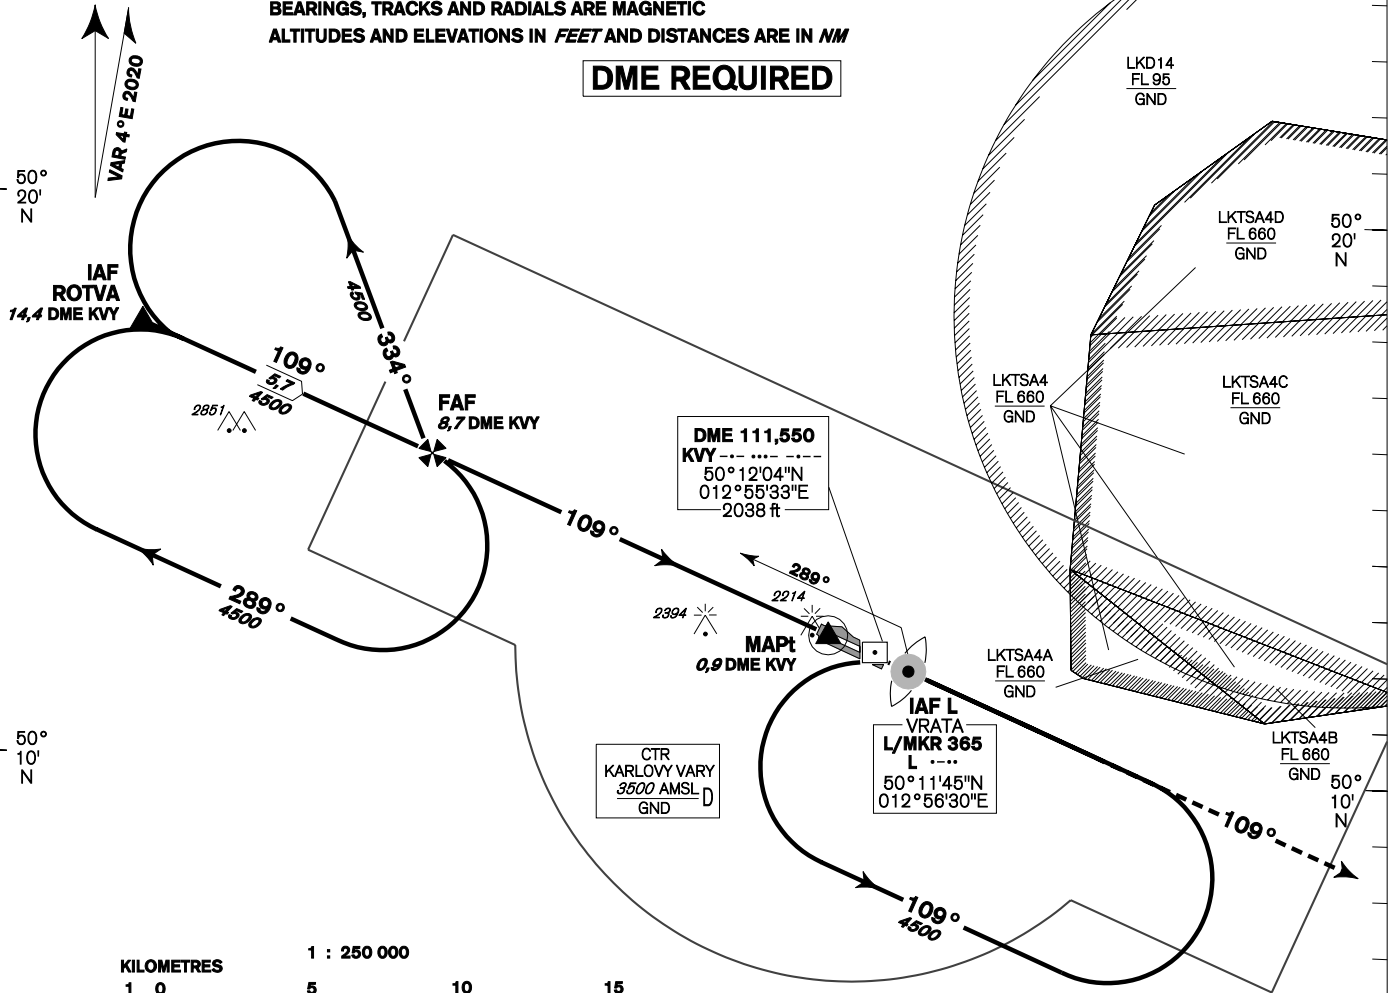 BEARINGS, TRACKS AND RADIALS ARE MAGNETIC
ALTITUDES AND ELEVATIONS IN FEET AND DISTANCES ARE IN NM
DME REQUIRED
VAR 4°E 2020
50°
20'
N
LKD14
FL 95
GND
LKTSA4D
FL 660
GND
50°
20'
N
IAF
ROTVA
14,4 DME KVY
4500
334°
109°
5,7
4500
2851
FAF
8,7 DME KVY
LKTSA4
FL 660
GND
LKTSA4C
FL 660
GND
DME 111,550
KVY
50°12'04"N
012°55'33"E
2038 ft
109°
289°
4500
289°
2214
2394
MAPt
0,9 DME KVY
LKTSA4A
FL 660
GND
IAF L
VRATA
L/MKR 365
L
50°11'45"N
012°56'30"E
LKTSA4B
FL 660
GND
50°
10'
N
50°
10'
N
CTR
KARLOVY VARY
3500 AMSL
GND
D
109°
109°
4500
1 : 250 000
KILOMETRES
1 0 5 10 15